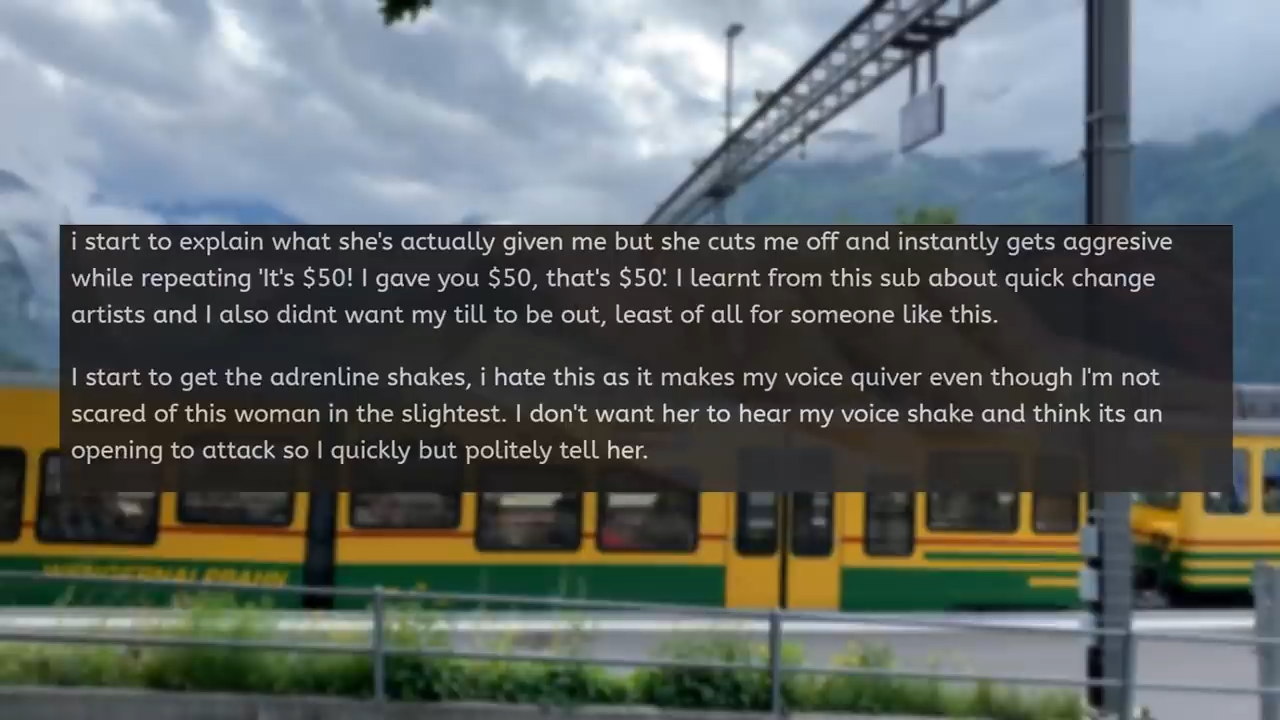 i start to explain what she's actually given me but she cuts me off and instantly gets aggresive
while repeating 'It's $50! I gave you $50, that's $50'. I learnt from this sub about quick change
artists and I also didnt want my till to be out, least of all for someone like this.
I start to get the adrenline shakes, i hate this as it makes my voice quiver even though I'm not
scared of this woman in the slightest. I don't want her to hear my voice shake and think its an
opening to attack so I quickly but politely tell her.
WENGERNALPBAHN